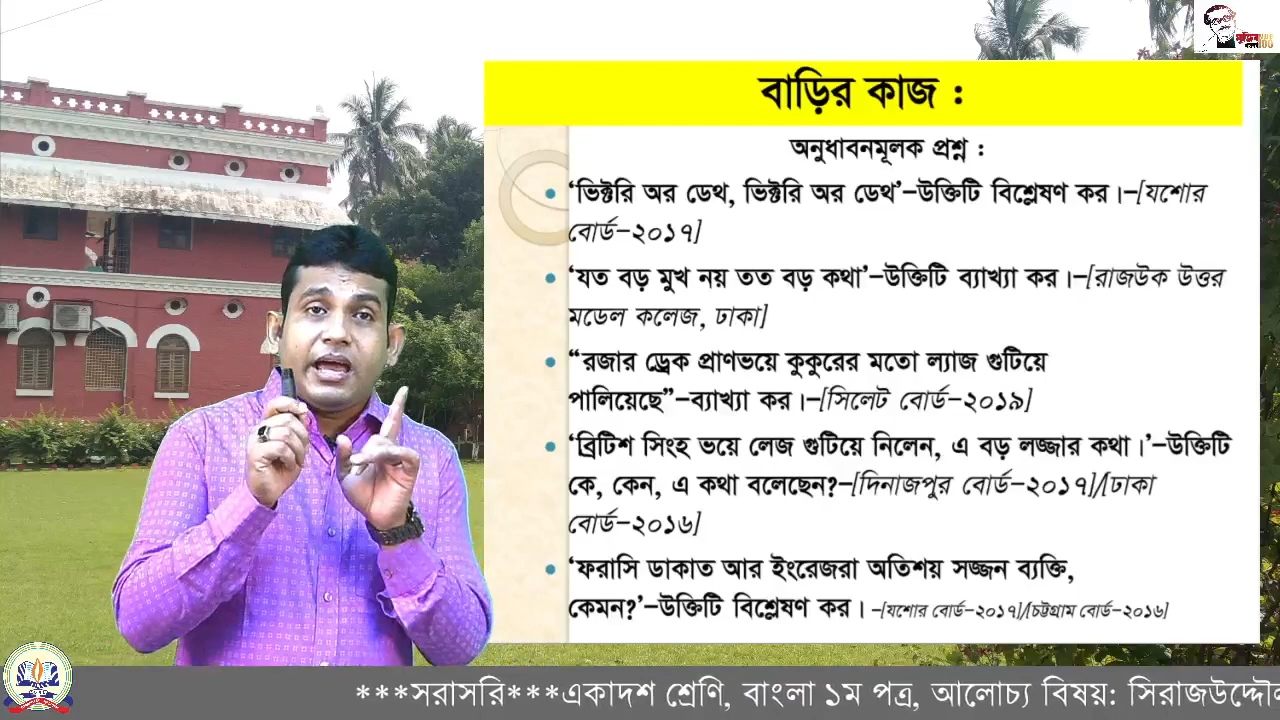 বাড়ির কাজ :
অনুধাবনমূলক প্রশ্ন :
‘ভিক্টরি অর ডেথ, ভিক্টরি অর ডেথ’–উক্তিটি বিশ্লেষণ কর।–[যশোর
বোর্ড–২০১৭]
‘যত বড় মুখ নয় তত বড় কথা’–উক্তিটি ব্যাখ্যা কর।–[রাজউক উত্তর
মডেল কলেজ, ঢাকা]
“রজার ড্রেক প্রাণভয়ে কুকুরের মতো ল্যাজ গুটিয়ে
পালিয়েছে”–ব্যাখ্যা কর।–[সিলেট বোর্ড–২০১৯]
‘ব্রিটিশ সিংহ ভয়ে লেজ গুটিয়ে নিলেন, এ বড় লজ্জার কথা।’–উক্তিটি
কে, কেন, এ কথা বলেছেন?–[দিনাজপুর বোর্ড–২০১৭]/[ঢাকা
বোর্ড–২০১৬]
‘ফরাসি ডাকাত আর ইংরেজরা অতিশয় সজ্জন ব্যক্তি,
কেমন?’–উক্তিটি বিশ্লেষণ কর। –[যশোর বোর্ড–২০১৭]/[চট্টগ্রাম বোর্ড–২০১৬]
***সরাসরি***একাদশ শ্রেণি, বাংলা ১ম পত্র, আলোচ্য বিষয়: সিরাজউদ্দৌল